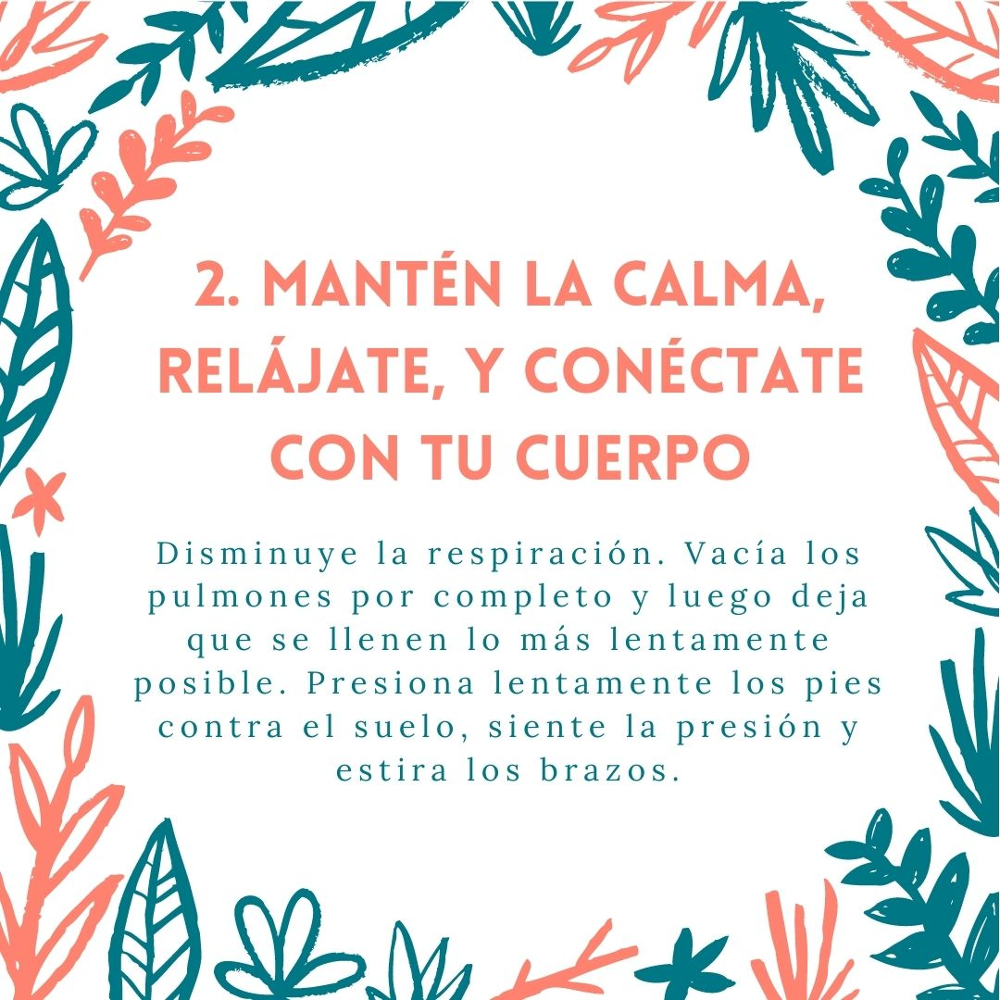 2. MANTÉN LA CALMA,
RELÁJATE, Y CONÉCTATE
CON TU CUERPO
Disminuye la respiración. Vacía los
pulmones por completo y luego deja
que se llenen lo más lentamente
posible. Presiona lentamente los pies
contra el suelo, siente la presión y
estira los brazos.